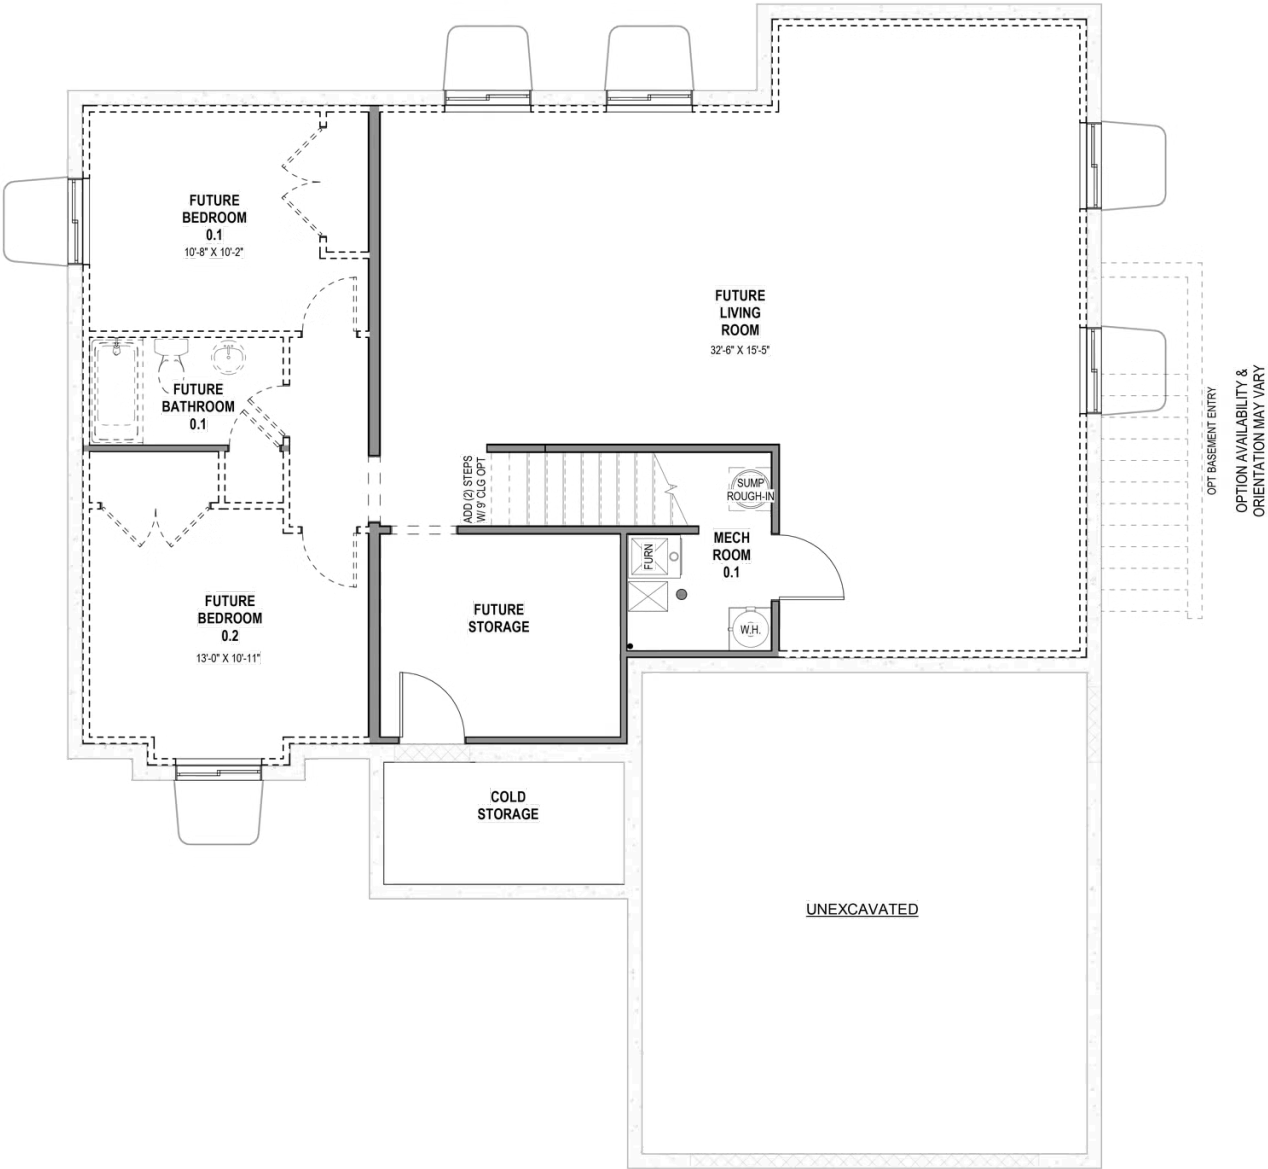 FUTURE
BEDROOM
0.1
10'-8" X 10'-2"
FUTURE
LIVING
ROOM
32'-6" X 15'-5"
FUTURE
BATHROOM
0.1
OPT BASEMENT ENTRY
OPTION AVAILABILITY &
ORIENTATION MAY VARY
ADD (2) STEPS
W/ 9' CLG OPT
SUMP
ROUGH-IN
MECH
ROOM
0.1
FURN
W.H.
FUTURE
BEDROOM
0.2
13'-0" X 10'-11"
FUTURE
STORAGE
COLD
STORAGE
UNEXCAVATED